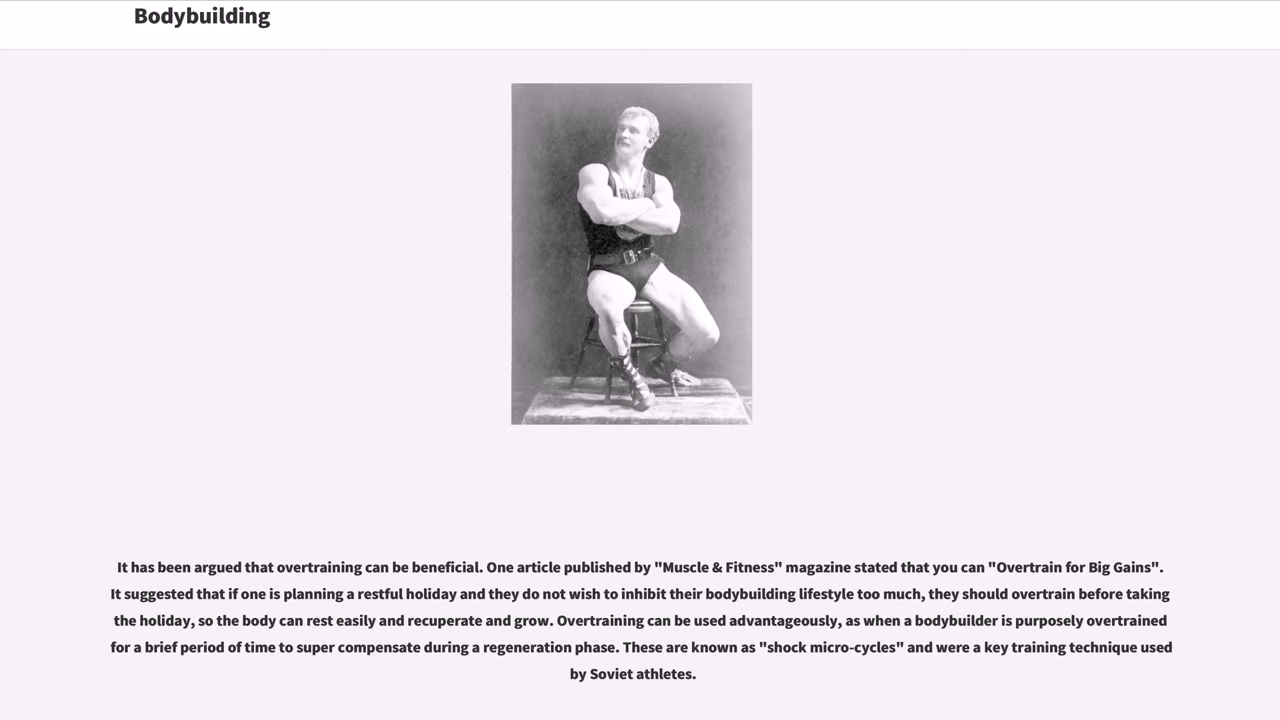 Bodybuilding
It has been argued that overtraining can be beneficial. One article published by "Muscle & Fitness" magazine stated that you can "Overtrain for Big Gains".
It suggested that if one is planning a restful holiday and they do not wish to inhibit their bodybuilding lifestyle too much, they should overtrain before taking
the holiday, so the body can rest easily and recuperate and grow. Overtraining can be used advantageously, as when a bodybuilder is purposely overtrained
for a brief period of time to super compensate during a regeneration phase. These are known as "shock micro-cycles" and were a key training technique used
by Soviet athletes.